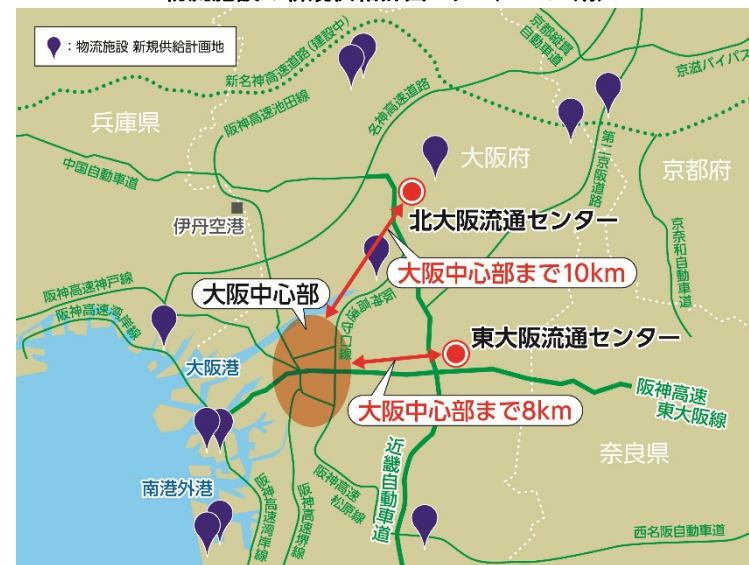 ：物流施設 新規供給計画地
新名神高速道路(建設中)
京都縦貫
自動車道
京滋バイパス
兵庫県
阪神高速池田線
名神高速道路
大阪府
第二京阪道路
京都府
中国自動車道
伊丹空港
北大阪流通センター
京奈和自動車道
大阪中心部まで10km
大阪中心部
阪神高速神戸線
阪神高速湾岸線
阪神高速守口線
東大阪流通センター
大阪港
大阪中心部まで8km
阪神高速
東大阪線
近畿自動車道
奈良県
南港外港
阪神高速
松原線
阪神高速湾岸線
阪神高速堺線
西名阪自動車道